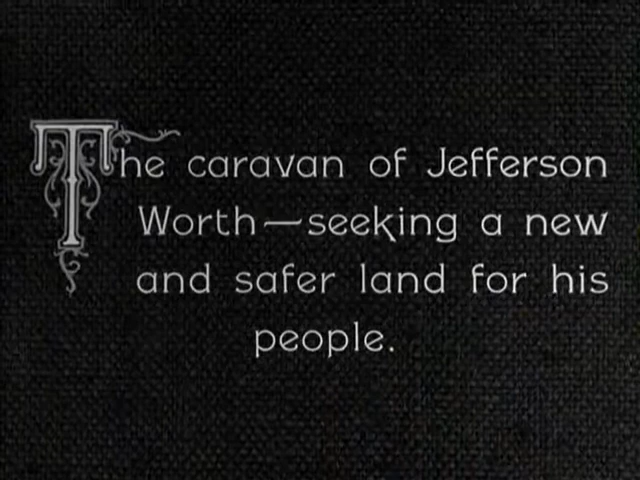 The caravan of Jefferson
Worth—seeking a new
and safer land for his
people.